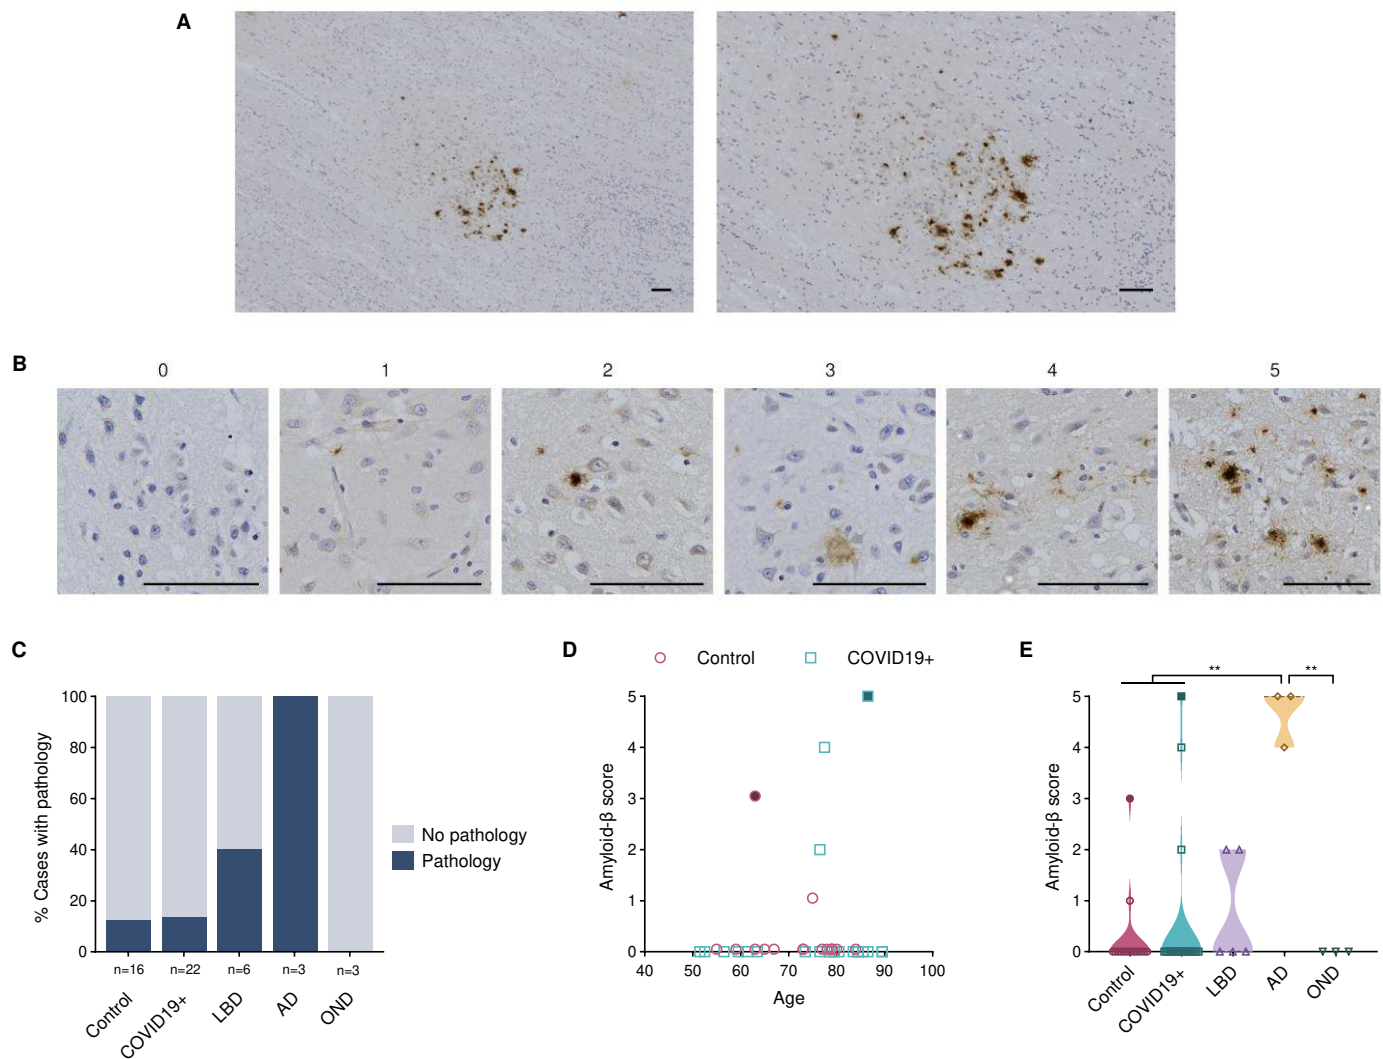 A
B
0 1 2 3 4 5
C
% Cases with pathology
100
80
60
40
20
0
n=16 n=22 n=6 n=3 n=3
Control COVID19+ LBD AD OND
No pathology
Pathology
D
Control COVID19+
Amyloid-β score
5
4
3
2
1
0
40 50 60 70 80 90 100
Age
E
** **
Amyloid-β score
5
4
3
2
1
0
Control COVID19+ LBD AD OND